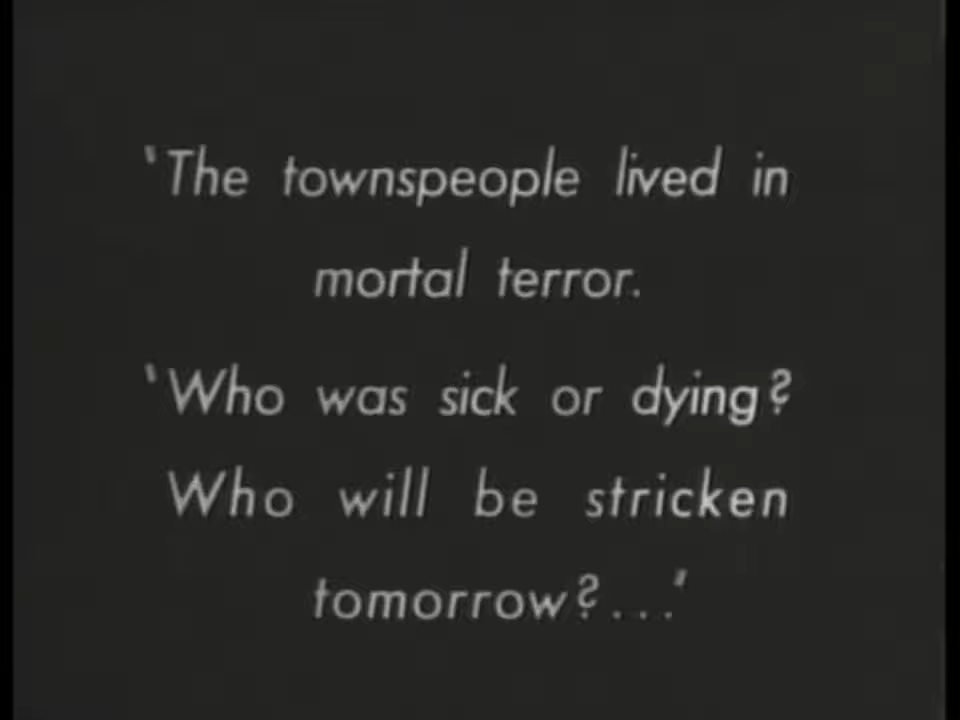 'The townspeople lived in
mortal terror.
'Who was sick or dying?
Who will be stricken
tomorrow?...'